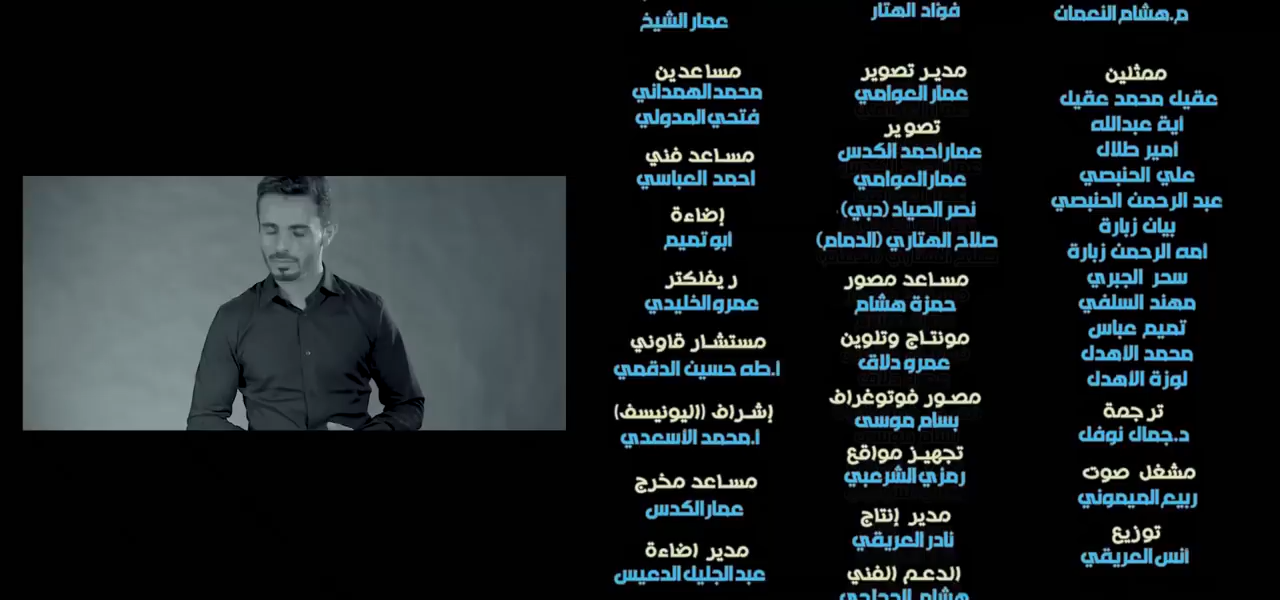 م.هشام النعمان
ممثلين
عقيل محمد عقيل
اية عبدالله
امير طلال
علي الحنبصي
عبد الرحمن الحنبصي
بيان زبارة
امه الرحمن زبارة
سحر الجبري
مهند السلفي
تميم عباس
محمد الاهدل
لوزة الاهدل
ترجمة
د.جمال نوفل
مشغل صوت
ربيع الميموني
توزيع
أنس العريقي
فؤاد الهتار
مدير تصوير
عمار العوامي
تصوير
عمار احمد الكدس
عمار العوامي
نصر الصياد (دبي)
صلاح الهتاري (الدمام)
مساعد مصور
حمزة هشام
مونتاج وتلوين
عمرو دلاق
مصور فوتوغراف
بسام موسى
تجهيز مواقع
رمزي الشرعبي
مدير إنتاج
نادر العريقي
الدعم الفني
هشام
عمار الشيخ
مساعدين
محمد الهمداني
فتحي المدولي
مساعد فني
احمد العباسي
إضاءة
ابو تميم
ريفلكتر
عمرو الخليدي
مستشار قاوني
أ.طه حسين الدقمي
إشراف ((اليونيسف)
أ.محمد الأسعدي
مساعد مخرج
عمار الكدس
مدير اضاءة
عبد الجليل الدعيس